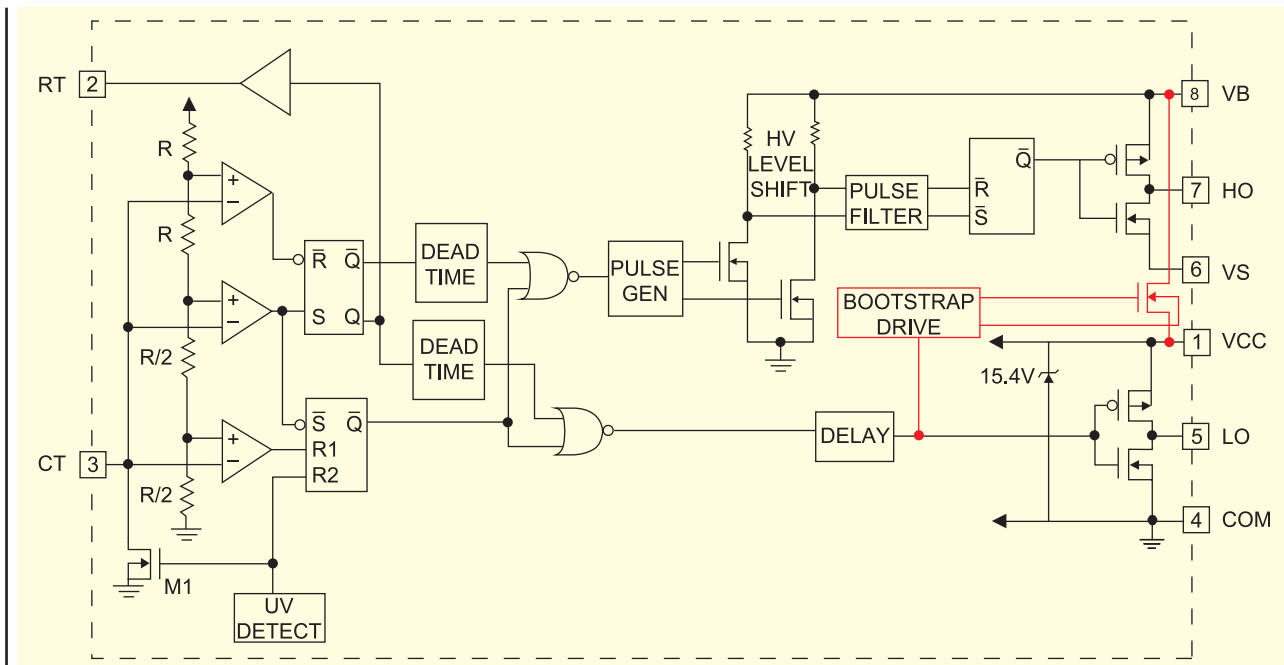 RT 2
8 VB
R
HV
LEVEL
SHIFT
+
−
Q̅
PULSE
FILTER
R̅
S̅
7 HO
R
DEAD
TIME
R̅ Q̅
S Q
PULSE
GEN
6 VS
+
−
BOOTSTRAP
DRIVE
R/2
DEAD
TIME
1 VCC
15.4V
S̅ Q̅
R1
R2
+
−
DELAY
5 LO
CT 3
R/2
4 COM
M1
UV
DETECT